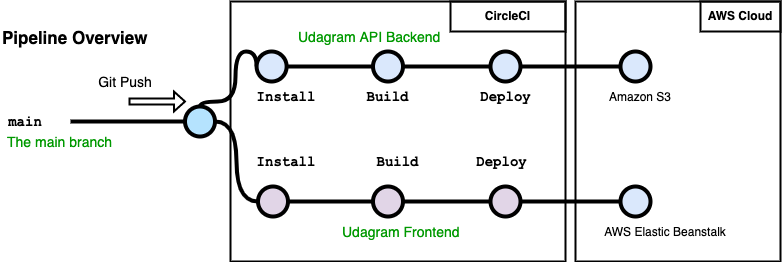 CircleCI
AWS Cloud
Pipeline Overview
Udagram API Backend
Git Push
Install
Build
Deploy
Amazon S3
main
The main branch
Install
Build
Deploy
Udagram Frontend
AWS Elastic Beanstalk